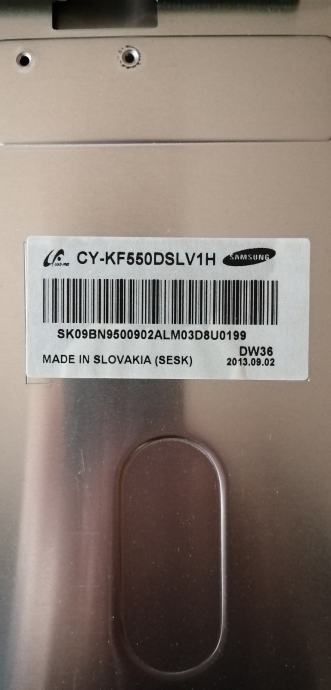 CY-KF550DSLV1H SAMSUNG
SK09BN9500902ALM03D8U0199
DW36
MADE IN SLOVAKIA (SESK) 2013.09.02